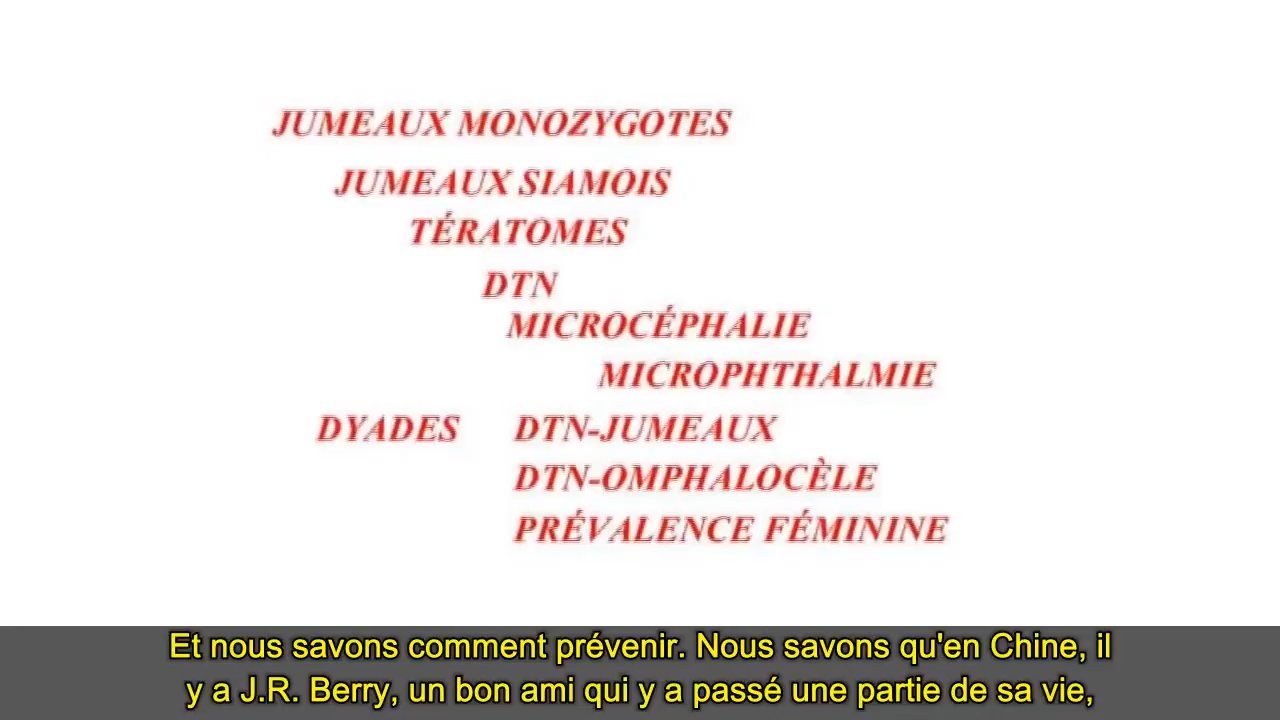 JUMEAUX MONOZYGOTES
JUMEAUX SIAMOIS
TÉRATOMES
DTN
MICROCÉPHALIE
MICROPHTHALMIE
DYADES DTN-JUMEAUX
DTN-OMPHALOCÈLE
PRÉVALENCE FÉMININE
Et nous savons comment prévenir. Nous savons qu'en Chine, il
y a J.R. Berry, un bon ami qui y a passé une partie de sa vie,